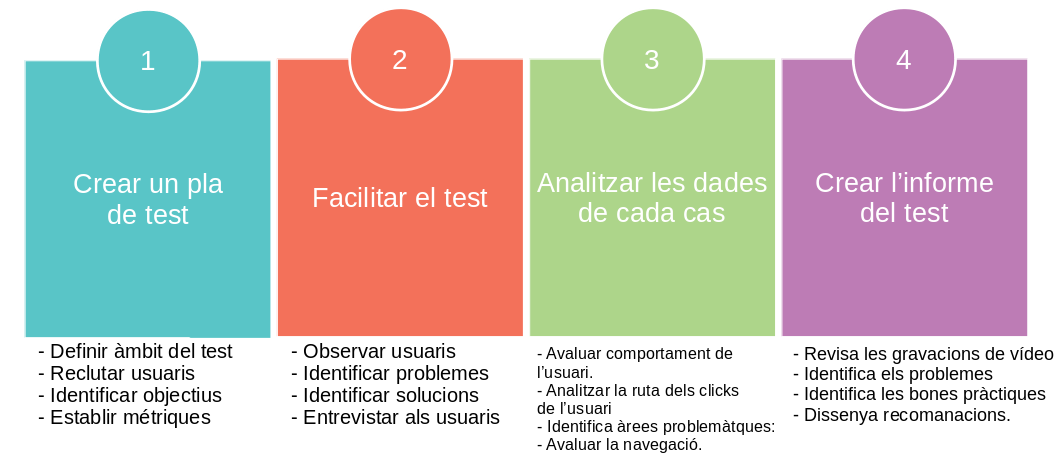 1
Crear un pla
de test
- Definir àmbit del test
- Reclutar usuaris
- Identificar objectius
- Establir métriques
2
Facilitar el test
- Observar usuaris
- Identificar problemes
- Identificar solucions
- Entrevistar als usuaris
3
Analitzar les dades
de cada cas
- Avaluar comportament de
l’usuari.
- Analitzar la ruta dels clicks
de l’usuari
- Identifica àrees problemàtques:
- Avaluar la navegació.
4
Crear l’informe
del test
- Revisa les gravacions de vídeo
- Identifica els problemes
- Identifica les bones pràctiques
- Dissenya recomanacions.